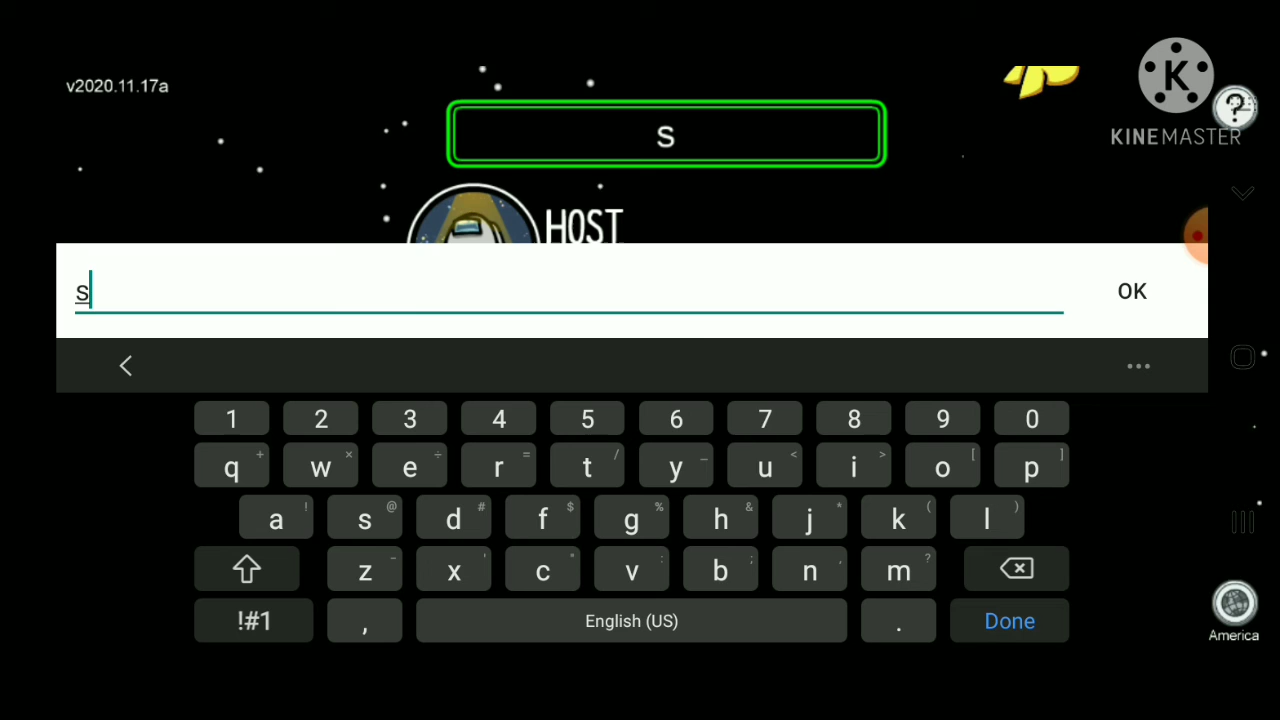 v2020.11.17a
K
KINEMASTER
?
S
HOST
S
OK
1 2 3 4 5 6 7 8 9 0
q + w × e ÷ r = t / y _ u < i > o [ p ]
a ! s @ d # f $ g % h & j * k ( l )
z - x ' c " v : b ; n , m ?
!#1 , English (US) . Done
America